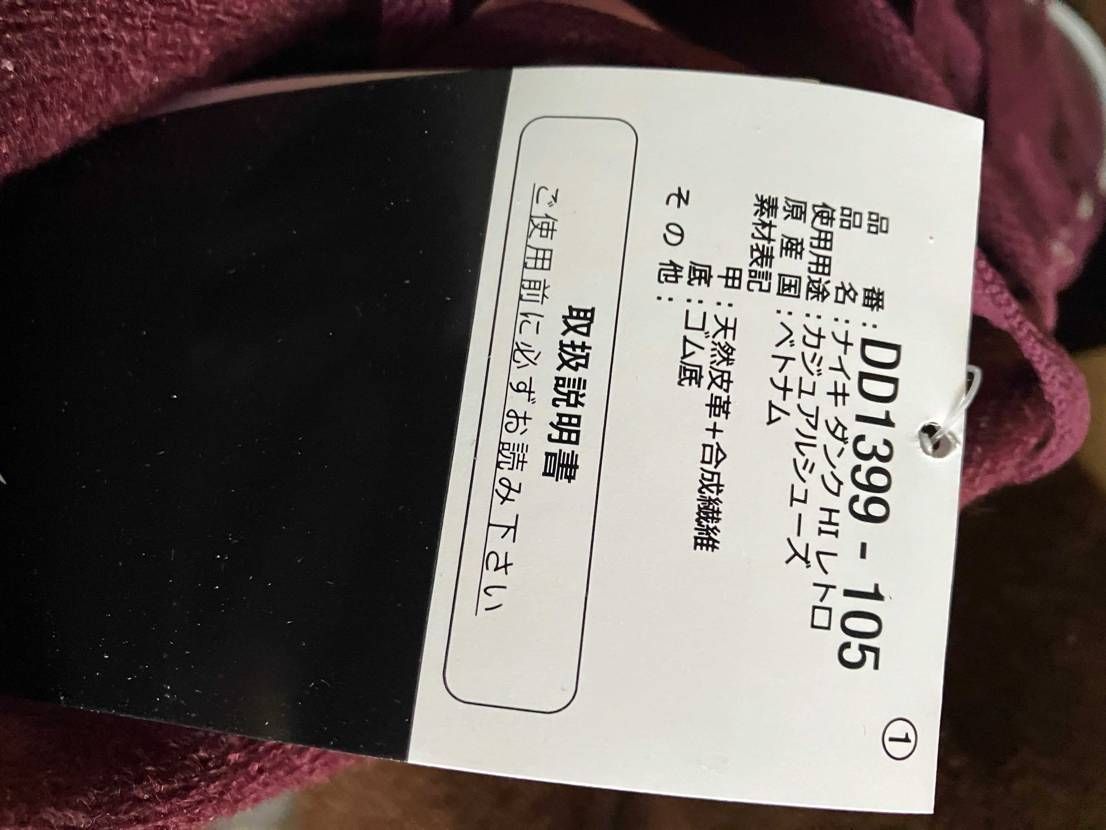 ①
品番：DD1399 - 105
品名：ナイキ ダンク HI レトロ
使用用途：カジュアルシューズ
原産国：ベトナム
素材表記
甲：天然皮革+合成繊維
底：ゴム底
その他：
取扱説明書
ご使用前に必ずお読み下さい